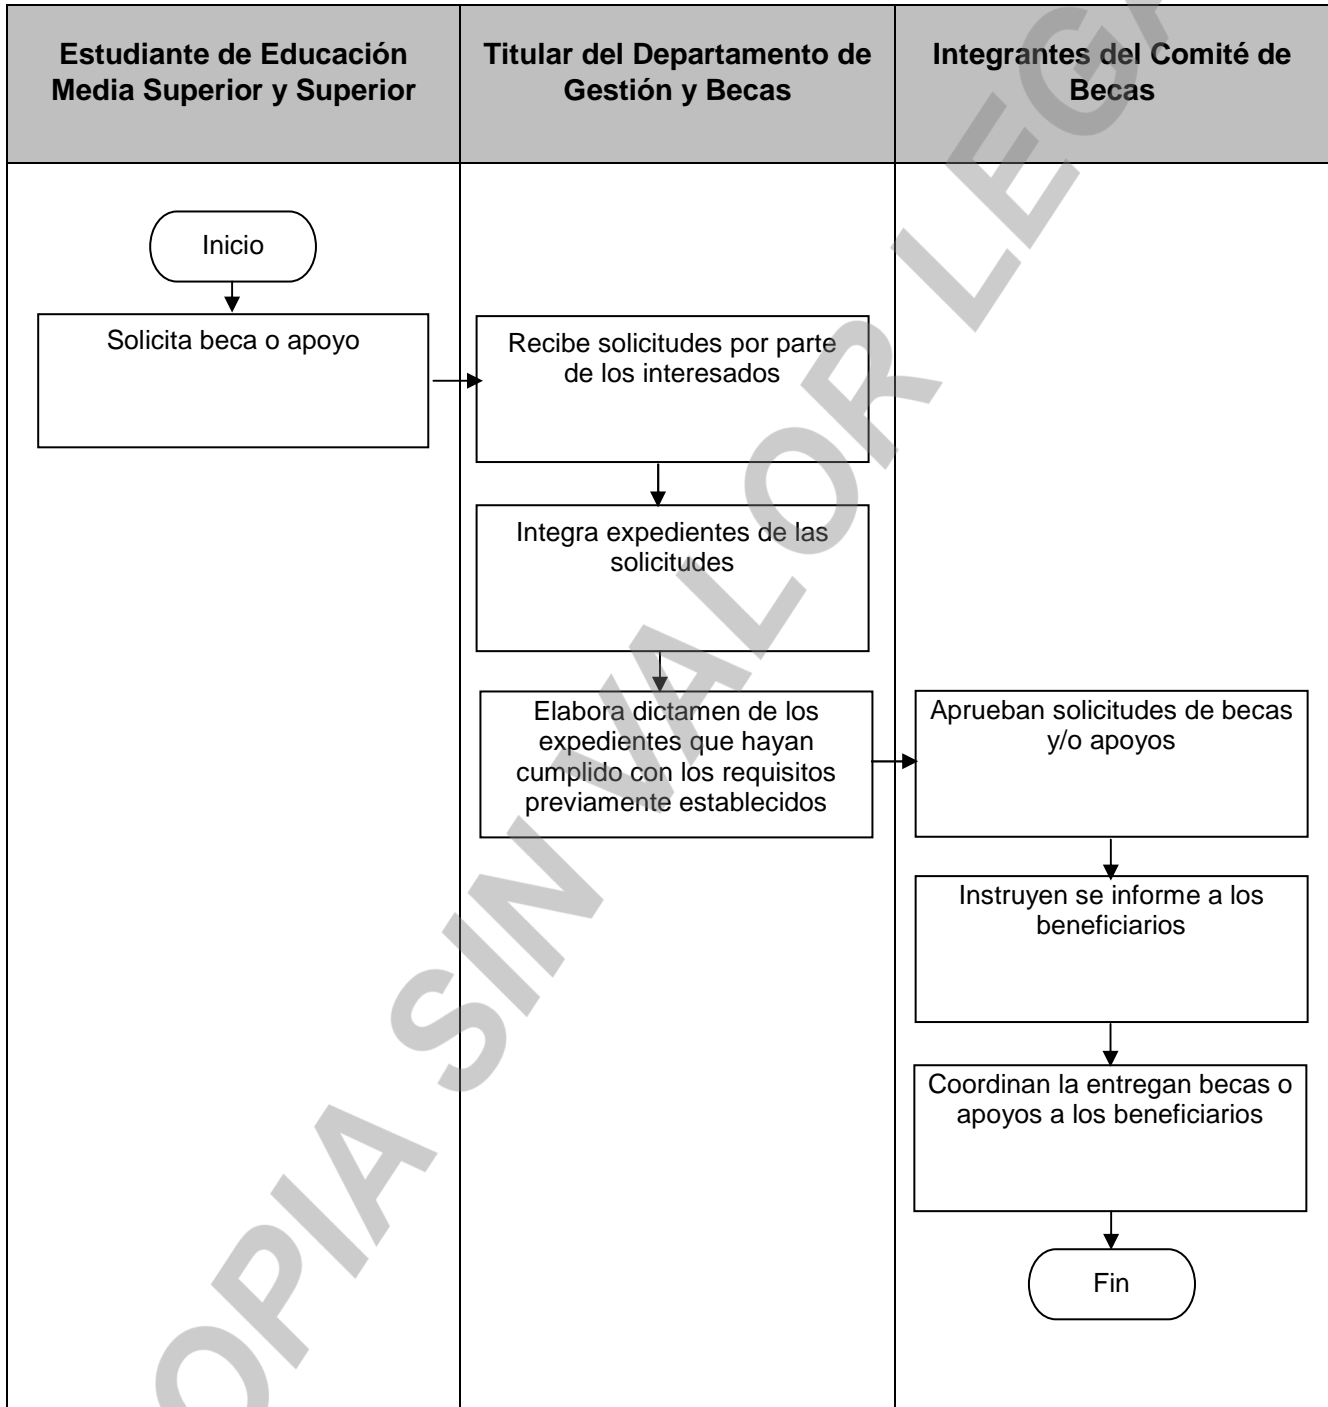 Estudiante de Educación
Media Superior y Superior
Titular del Departamento de
Gestión y Becas
Integrantes del Comité de
Becas
Inicio
Solicita beca o apoyo
Recibe solicitudes por parte
de los interesados
Integra expedientes de las
solicitudes
Elabora dictamen de los
expedientes que hayan
cumplido con los requisitos
previamente establecidos
Aprueban solicitudes de becas
y/o apoyos
Instruyen se informe a los
beneficiarios
Coordinan la entregan becas o
apoyos a los beneficiarios
Fin
OPIA SIN VALOR LEGA